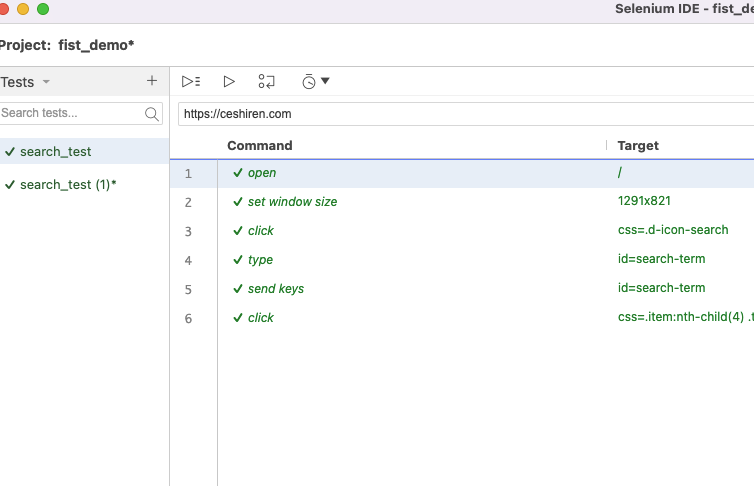 Selenium IDE - fist_de
Project: fist_demo*
Tests
Search tests...
search_test
search_test (1)*
https://ceshiren.com
Command Target
1 open /
2 set window size 1291x821
3 click css=.d-icon-search
4 type id=search-term
5 send keys id=search-term
6 click css=.item:nth-child(4) .t